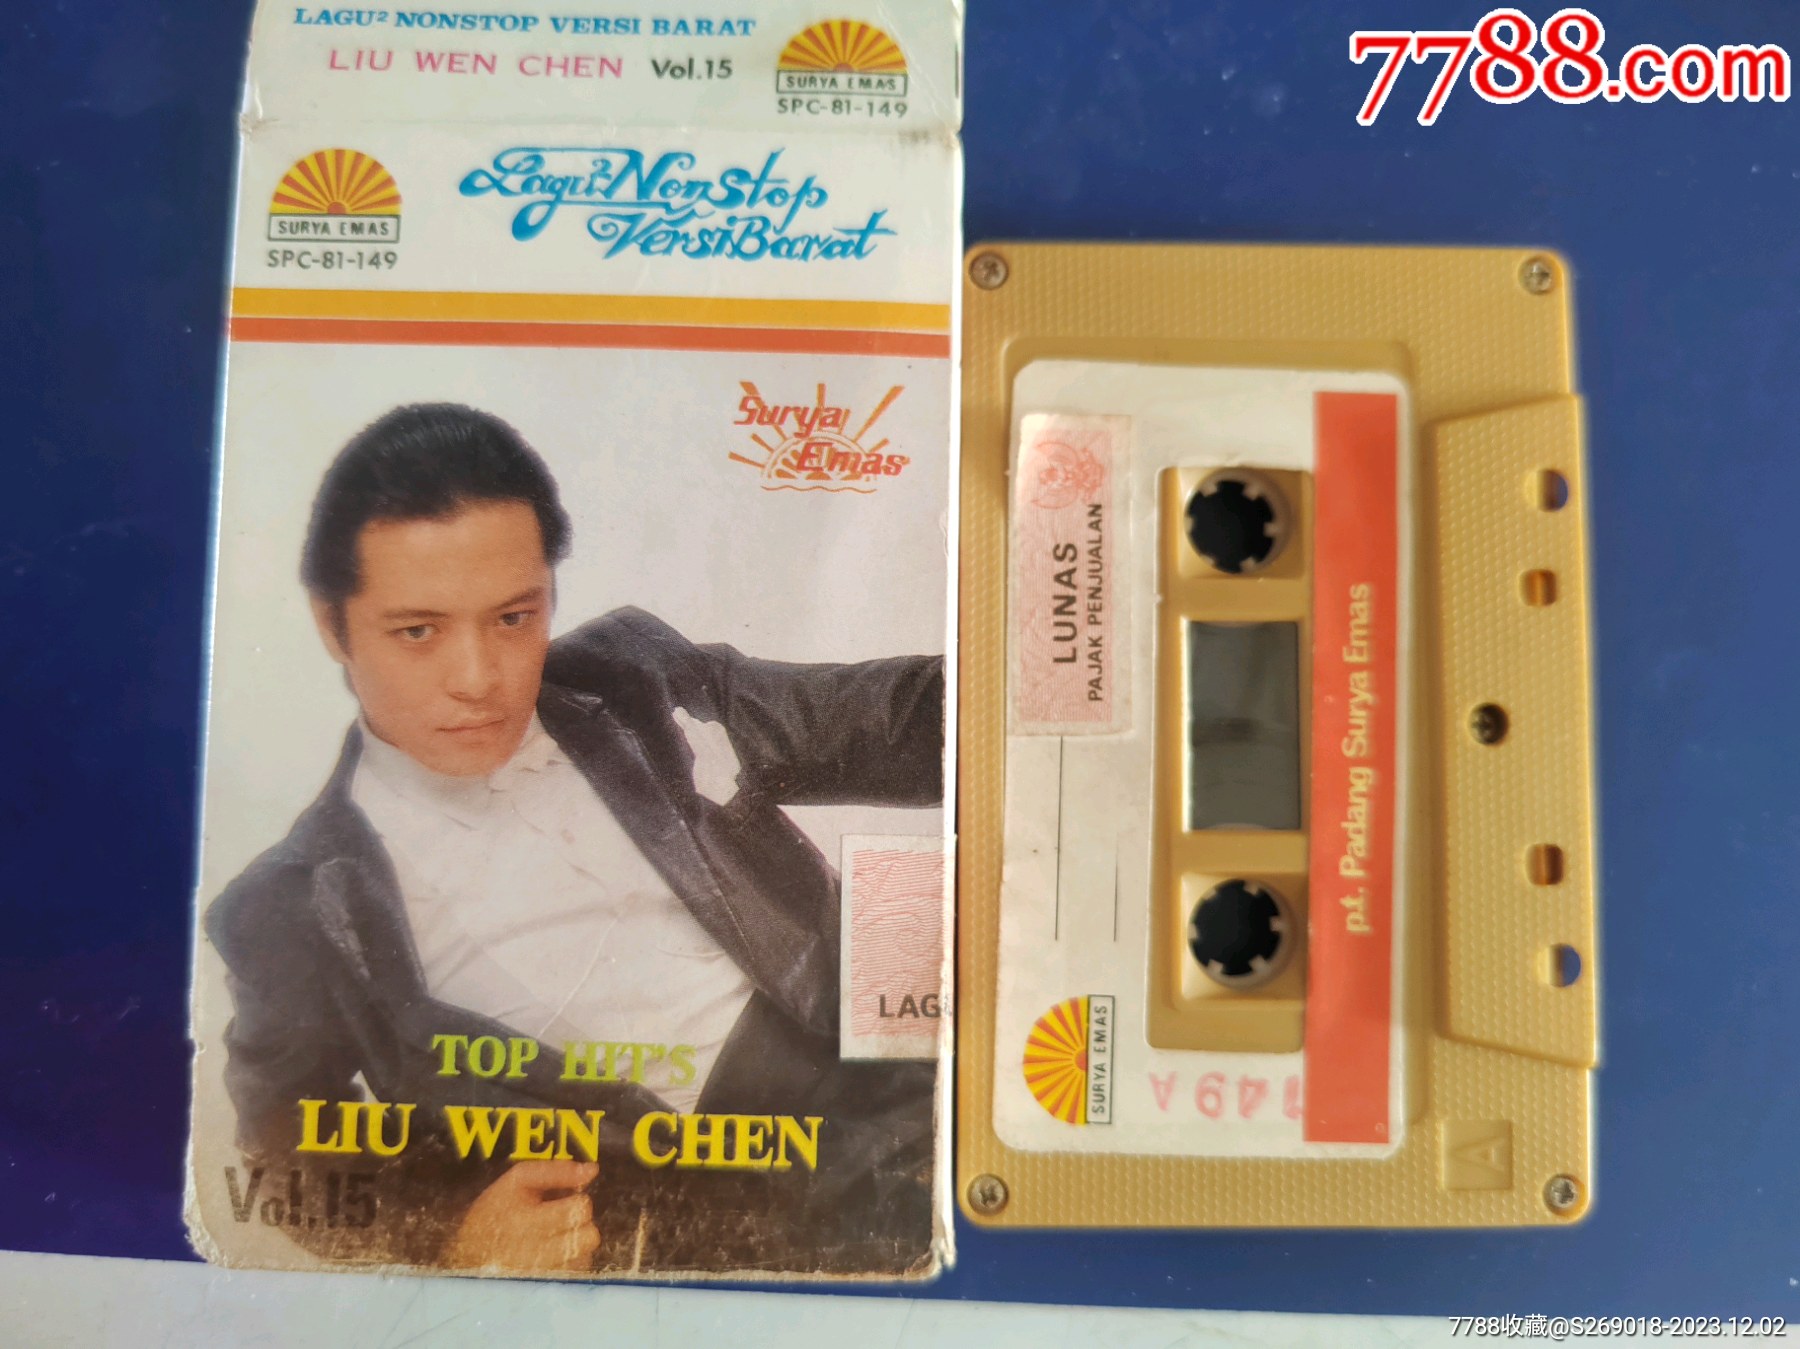 7788.com
LAGU² NONSTOP VERSI BARAT
LIU WEN CHEN Vol.15
SURYA EMAS
SPC-81-149
SURYA EMAS
SPC-81-149
Lagu² Nonstop
Versi Barat
Surya
Emas
LAGU
TOP HIT'S
LIU WEN CHEN
Vol.15
LUNAS
PAJAK PENJUALAN
p.t. Padang Surya Emas
SURYA EMAS
149A
A
7788收藏@S269018-2023.12.02